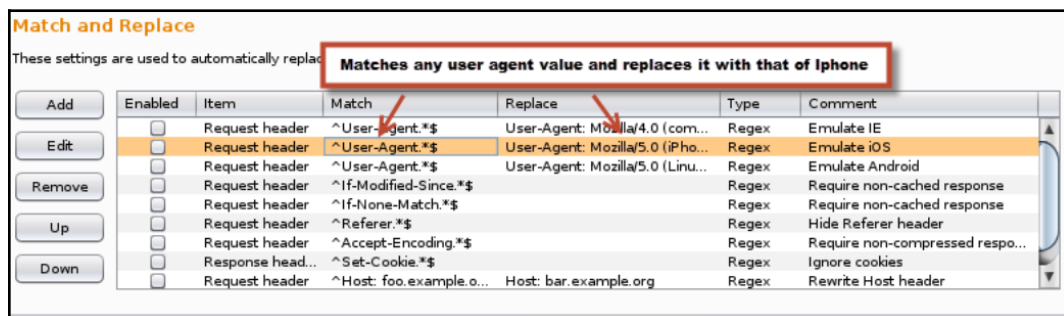 Match and Replace
These settings are used to automatically replac
Matches any user agent value and replaces it with that of Iphone
Add
Edit
Remove
Up
Down
Enabled Item Match Replace Type Comment
Request header ^User-Agent.*$ User-Agent: Mozilla/4.0 (com... Regex Emulate IE
Request header ^User-Agent.*$ User-Agent: Mozilla/5.0 (iPho... Regex Emulate iOS
Request header ^User-Agent.*$ User-Agent: Mozilla/5.0 (Linu... Regex Emulate Android
Request header ^If-Modified-Since.*$ Regex Require non-cached response
Request header ^If-None-Match.*$ Regex Require non-cached response
Request header ^Referer.*$ Regex Hide Referer header
Request header ^Accept-Encoding.*$ Regex Require non-compressed respo...
Response head... ^Set-Cookie.*$ Regex Ignore cookies
Request header ^Host: foo.example.o... Host: bar.example.org Regex Rewrite Host header